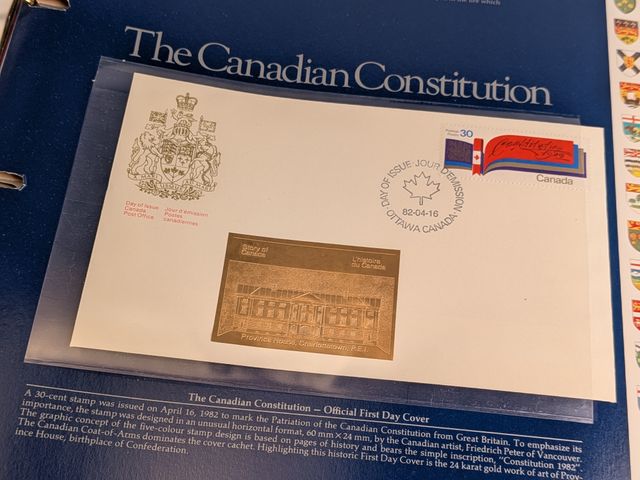 The Canadian Constitution
Postage
Postes 30
Constitution
1982
Canada
DAY OF ISSUE · JOUR D'ÉMISSION
82-04-16
OTTAWA CANADA
Day of Issue Jour d'émission
Canada Postes
Post Office canadiennes
Story of L'histoire
Canada du Canada
Province House, Charlottetown, P.E.I.
The Canadian Constitution — Official First Day Cover
A 30-cent stamp was issued on April 16, 1982 to mark the Patriation of the Canadian Constitution from Great Britain. To emphasize its
importance, the stamp was designed in an unusual horizontal format, 60 mm × 24 mm, by the Canadian artist, Friedrich Peter of Vancouver.
The graphic concept of the five-colour stamp design is based on pages of history and bears the simple inscription, "Constitution 1982".
The Canadian Coat-of-Arms dominates the cover cachet. Highlighting this historic First Day Cover is the 24 karat gold work of art of Prov-
ince House, birthplace of Confederation.